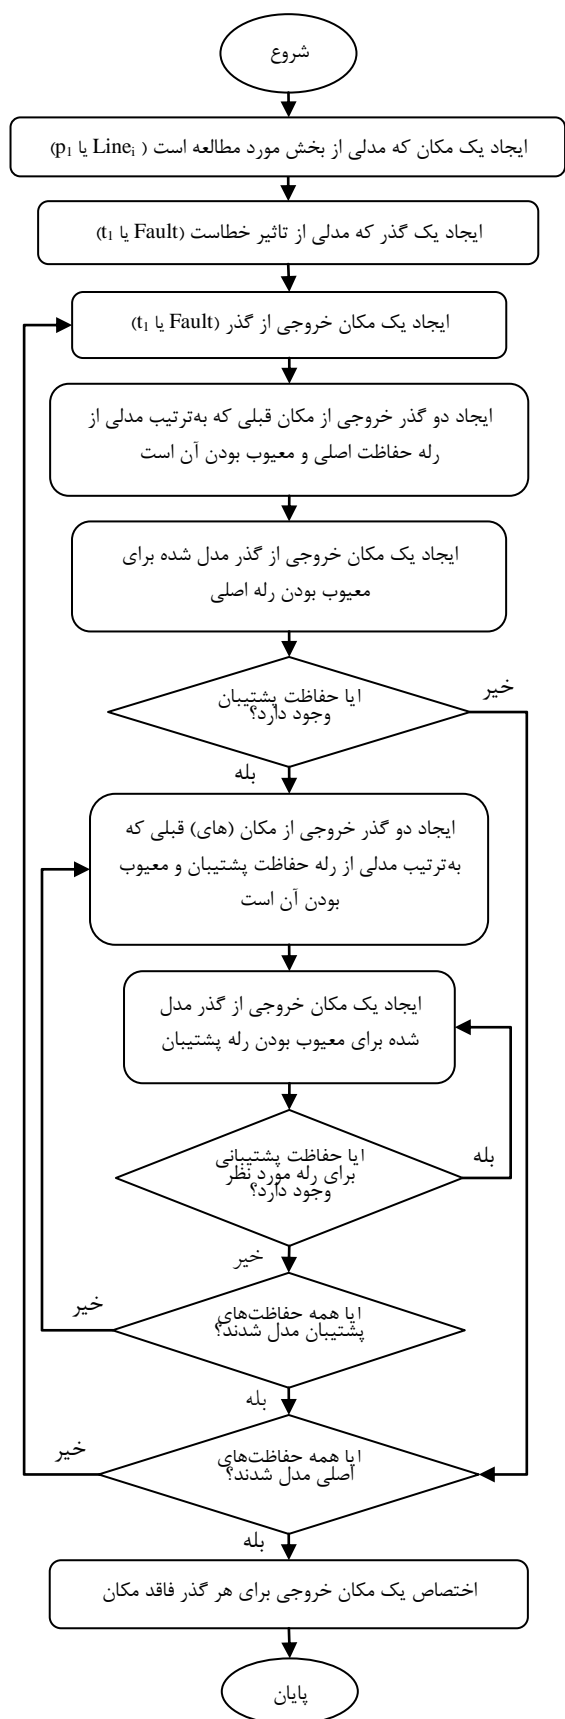 شروع
ایجاد یک مکان که مدلی از بخش مورد مطالعه است ( Lineᵢ یا p₁)
ایجاد یک گذر که مدلی از تاثیر خطاست (Fault یا t₁)
ایجاد یک مکان خروجی از گذر (Fault یا t₁)
ایجاد دو گذر خروجی از مکان قبلی که به‌ترتیب مدلی از
رله حفاظت اصلی و معیوب بودن آن است
ایجاد یک مکان خروجی از گذر مدل شده برای
معیوب بودن رله اصلی
ایا حفاظت پشتیبان
وجود دارد؟
خیر
بله
ایجاد دو گذر خروجی از مکان (های) قبلی که
به‌ترتیب مدلی از رله حفاظت پشتیبان و معیوب
بودن آن است
ایجاد یک مکان خروجی از گذر مدل
شده برای معیوب بودن رله پشتیبان
ایا حفاظت پشتیبانی
برای رله مورد نظر
وجود دارد؟
بله
خیر
ایا همه حفاظت‌های
پشتیبان مدل شدند؟
خیر
بله
ایا همه حفاظت‌های
اصلی مدل شدند؟
خیر
بله
اختصاص یک مکان خروجی برای هر گذر فاقد مکان
پایان